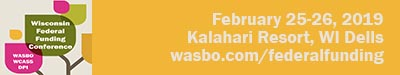 Wisconsin
Federal
Funding
Conference
WASBO
WCASS
DPI
February 25-26, 2019
Kalahari Resort, WI Dells
wasbo.com/federalfunding